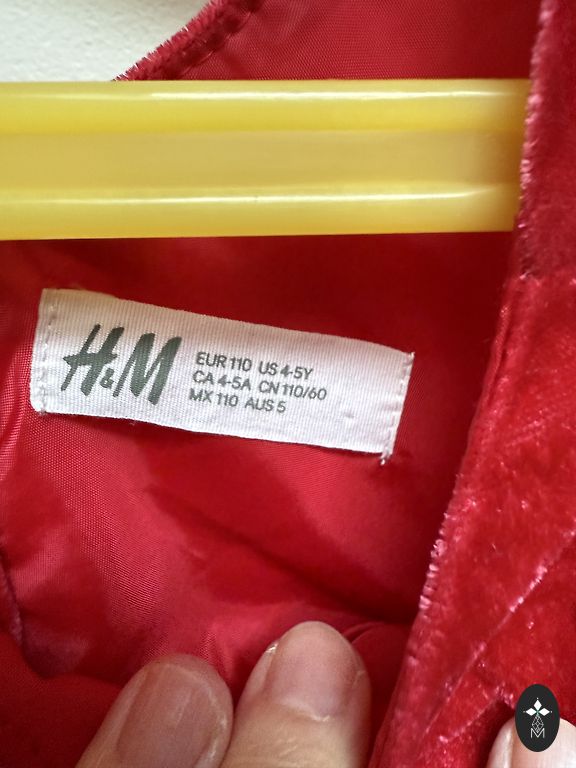 H&M
EUR 110 US 4-5Y
CA 4-5A CN 110/60
MX 110 AUS 5
M